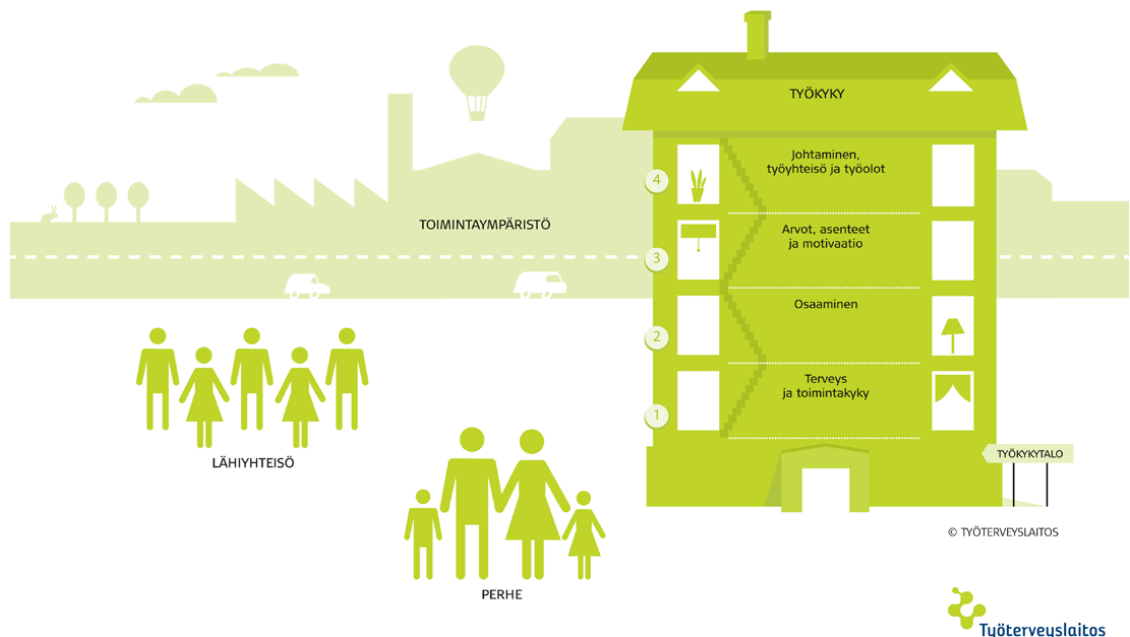 TYÖKYKY
4
Johtaminen,
työyhteisö ja työolot
TOIMINTAYMPÄRISTÖ
3
Arvot, asenteet
ja motivaatio
2
Osaaminen
1
Terveys
ja toimintakyky
LÄHIYHTEISÖ
TYÖKYKYTALO
PERHE
© TYÖTERVEYSLAITOS
Työterveyslaitos